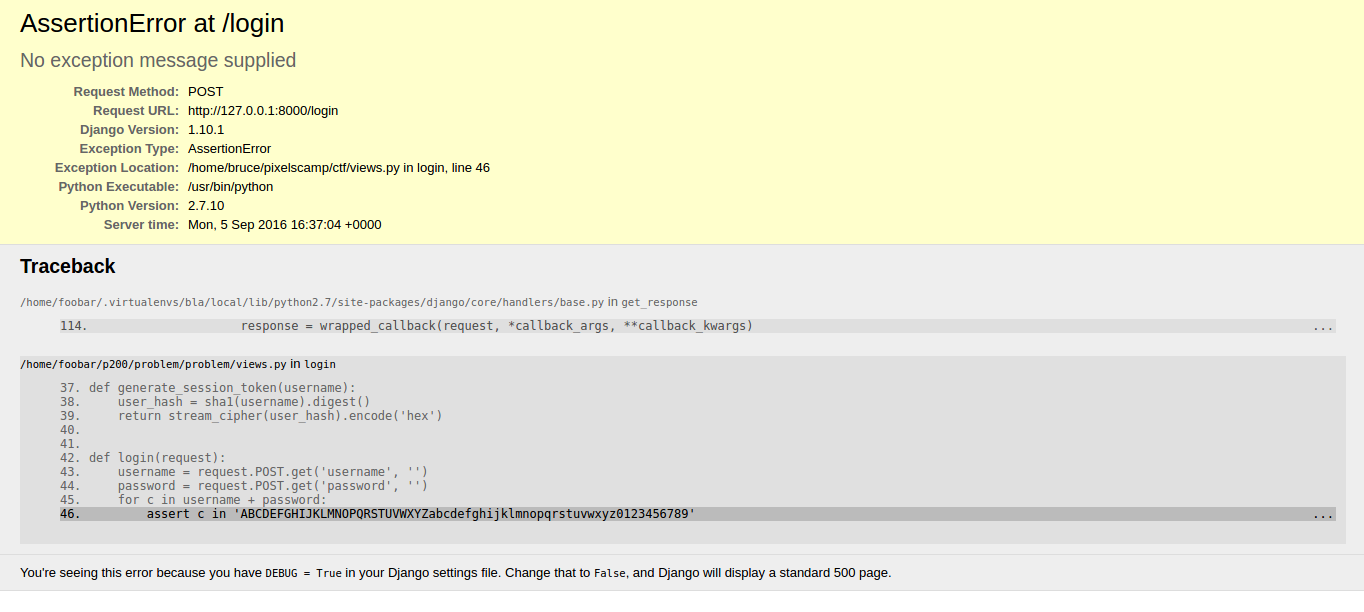 AssertionError at /login
No exception message supplied
Request Method: POST
Request URL: http://127.0.0.1:8000/login
Django Version: 1.10.1
Exception Type: AssertionError
Exception Location: /home/bruce/pixelscamp/ctf/views.py in login, line 46
Python Executable: /usr/bin/python
Python Version: 2.7.10
Server time: Mon, 5 Sep 2016 16:37:04 +0000
Traceback
/home/foobar/.virtualenvs/bla/local/lib/python2.7/site-packages/django/core/handlers/base.py in get_response
114. response = wrapped_callback(request, *callback_args, **callback_kwargs) ...
/home/foobar/p200/problem/problem/views.py in login
37. def generate_session_token(username):
38. user_hash = sha1(username).digest()
39. return stream_cipher(user_hash).encode('hex')
40.
41.
42. def login(request):
43. username = request.POST.get('username', '')
44. password = request.POST.get('password', '')
45. for c in username + password:
46. assert c in 'ABCDEFGHIJKLMNOPQRSTUVWXYZabcdefghijklmnopqrstuvwxyz0123456789' ...
You're seeing this error because you have DEBUG = True in your Django settings file. Change that to False, and Django will display a standard 500 page.